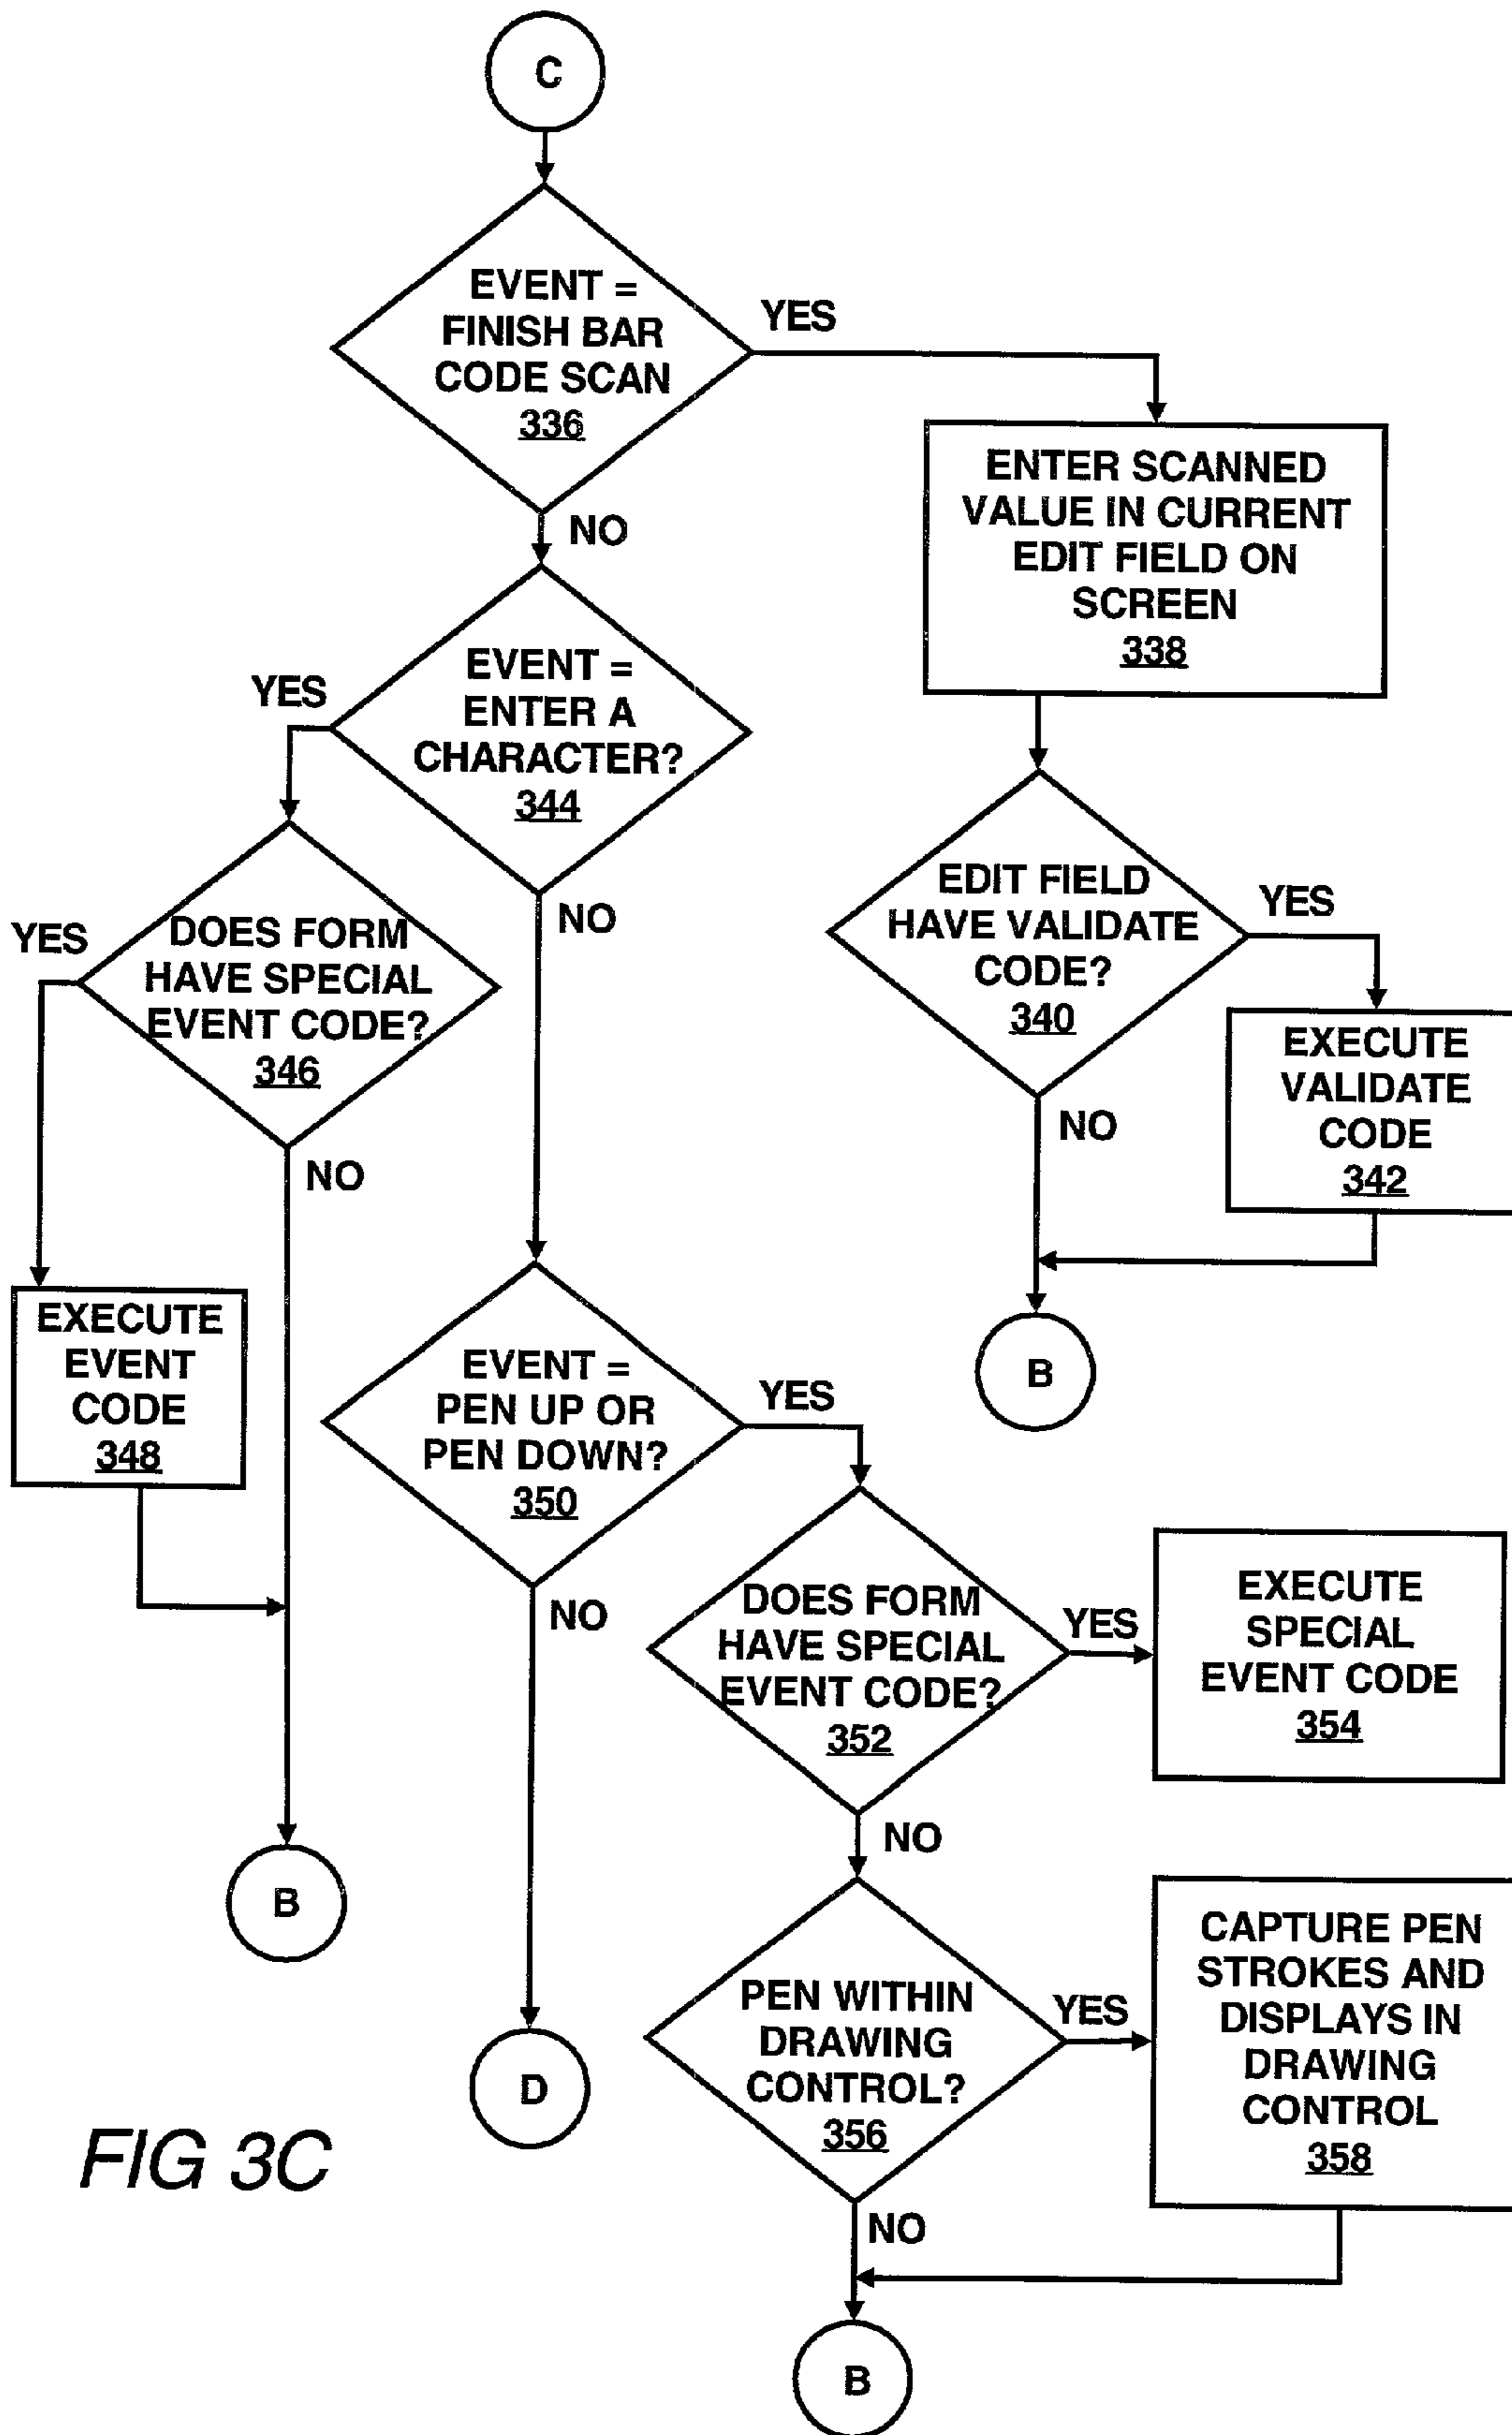 C
EVENT =
FINISH BAR
CODE SCAN
336
YES
NO
ENTER SCANNED
VALUE IN CURRENT
EDIT FIELD ON
SCREEN
338
EVENT =
ENTER A
CHARACTER?
344
YES
NO
EDIT FIELD
HAVE VALIDATE
CODE?
340
YES
NO
EXECUTE
VALIDATE
CODE
342
B
DOES FORM
HAVE SPECIAL
EVENT CODE?
346
YES
NO
EXECUTE
EVENT
CODE
348
B
EVENT =
PEN UP OR
PEN DOWN?
350
YES
NO
D
DOES FORM
HAVE SPECIAL
EVENT CODE?
352
YES
NO
EXECUTE
SPECIAL
EVENT CODE
354
PEN WITHIN
DRAWING
CONTROL?
356
YES
NO
CAPTURE PEN
STROKES AND
DISPLAYS IN
DRAWING
CONTROL
358
B
FIG 3C